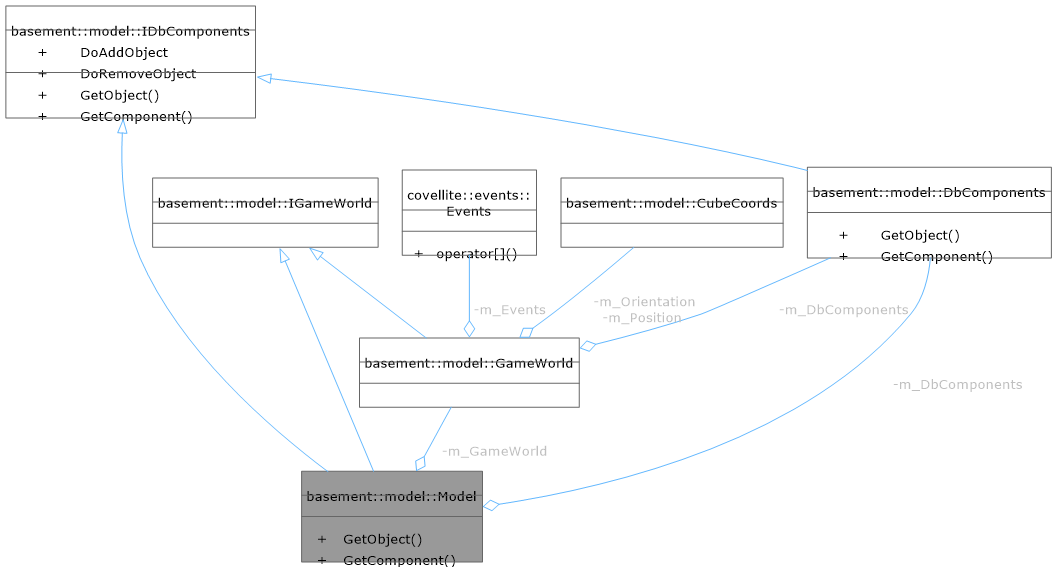 basement::model::IDbComponents
+ DoAddObject
+ DoRemoveObject
+ GetObject()
+ GetComponent()
basement::model::IGameWorld
covellite::events::
Events
+ operator[]()
basement::model::CubeCoords
basement::model::DbComponents
+ GetObject()
+ GetComponent()
-m_Events
-m_Orientation
-m_Position
-m_DbComponents
basement::model::GameWorld
-m_DbComponents
-m_GameWorld
basement::model::Model
+ GetObject()
+ GetComponent()